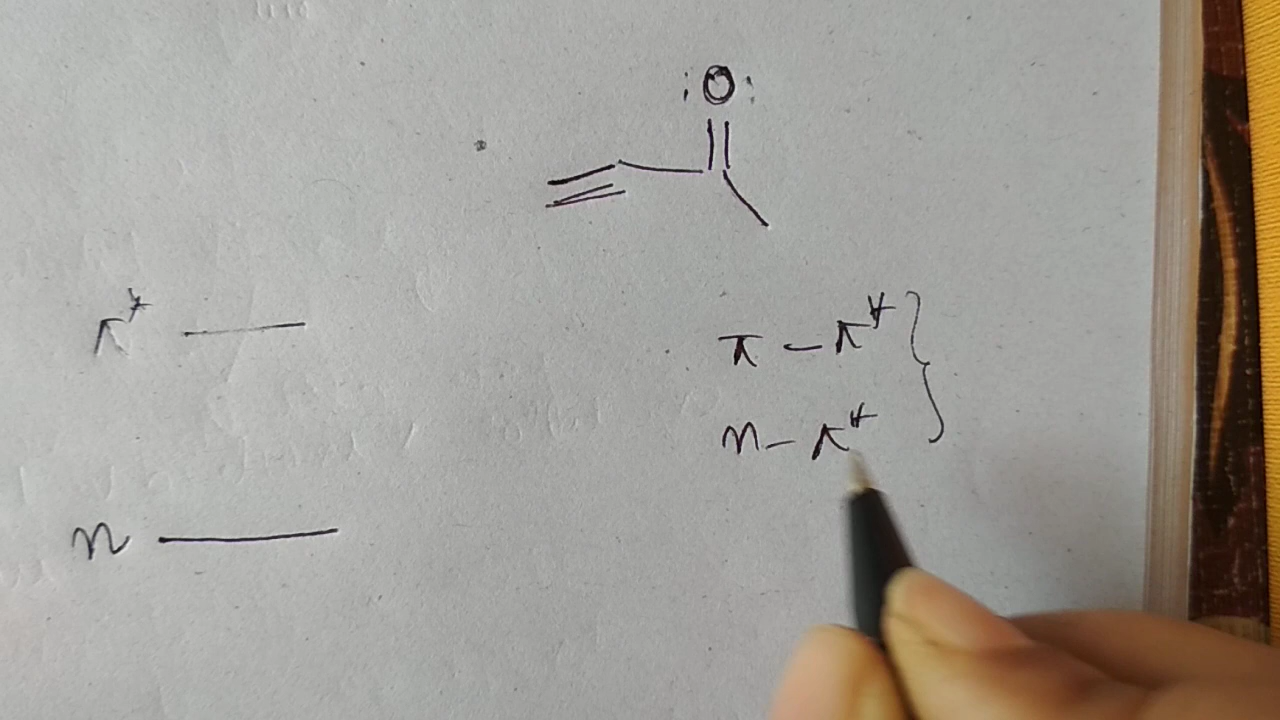 :O:
π*
π – π*
n – π*
n